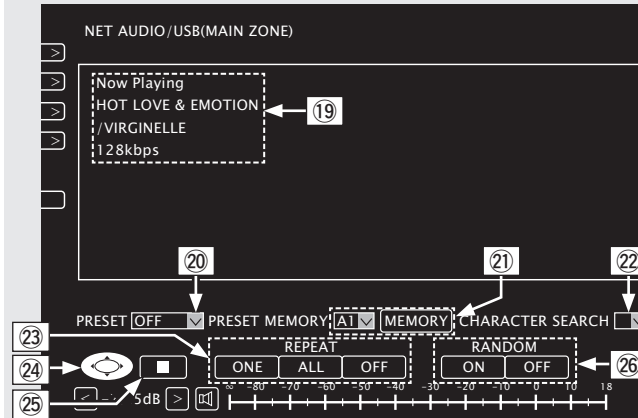 NET AUDIO/USB(MAIN ZONE)
>
>
>
>
Now Playing
HOT LOVE & EMOTION
/VIRGINELLE
128kbps
⑲
⑳ ㉑ ㉒
PRESET OFF PRESET MEMORY A1 MEMORY CHARACTER SEARCH
㉓ REPEAT RANDOM
㉔ ONE ALL OFF ON OFF ㉖
∞ -80 -70 -60 -50 -40 -30 -20 -10 0 10 18
㉕ < 5dB >